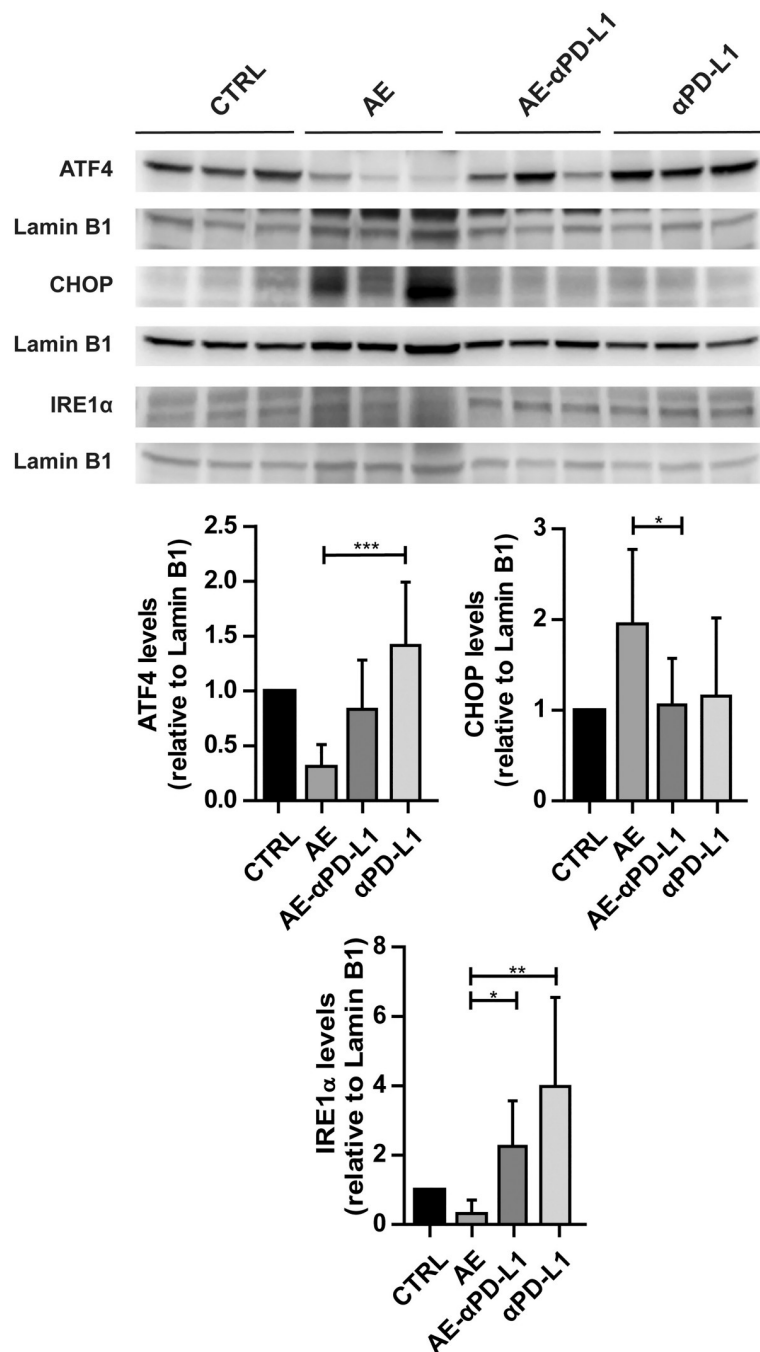 CTRL
AE
AE-αPD-L1
αPD-L1
ATF4
Lamin B1
CHOP
Lamin B1
IRE1α
Lamin B1
ATF4 levels
(relative to Lamin B1)
2.5
2.0
1.5
1.0
0.5
0.0
***
CTRL
AE
AE-αPD-L1
αPD-L1
CHOP levels
(relative to Lamin B1)
3
2
1
0
*
CTRL
AE
AE-αPD-L1
αPD-L1
IRE1α levels
(relative to Lamin B1)
8
6
4
2
0
**
*
CTRL
AE
AE-αPD-L1
αPD-L1